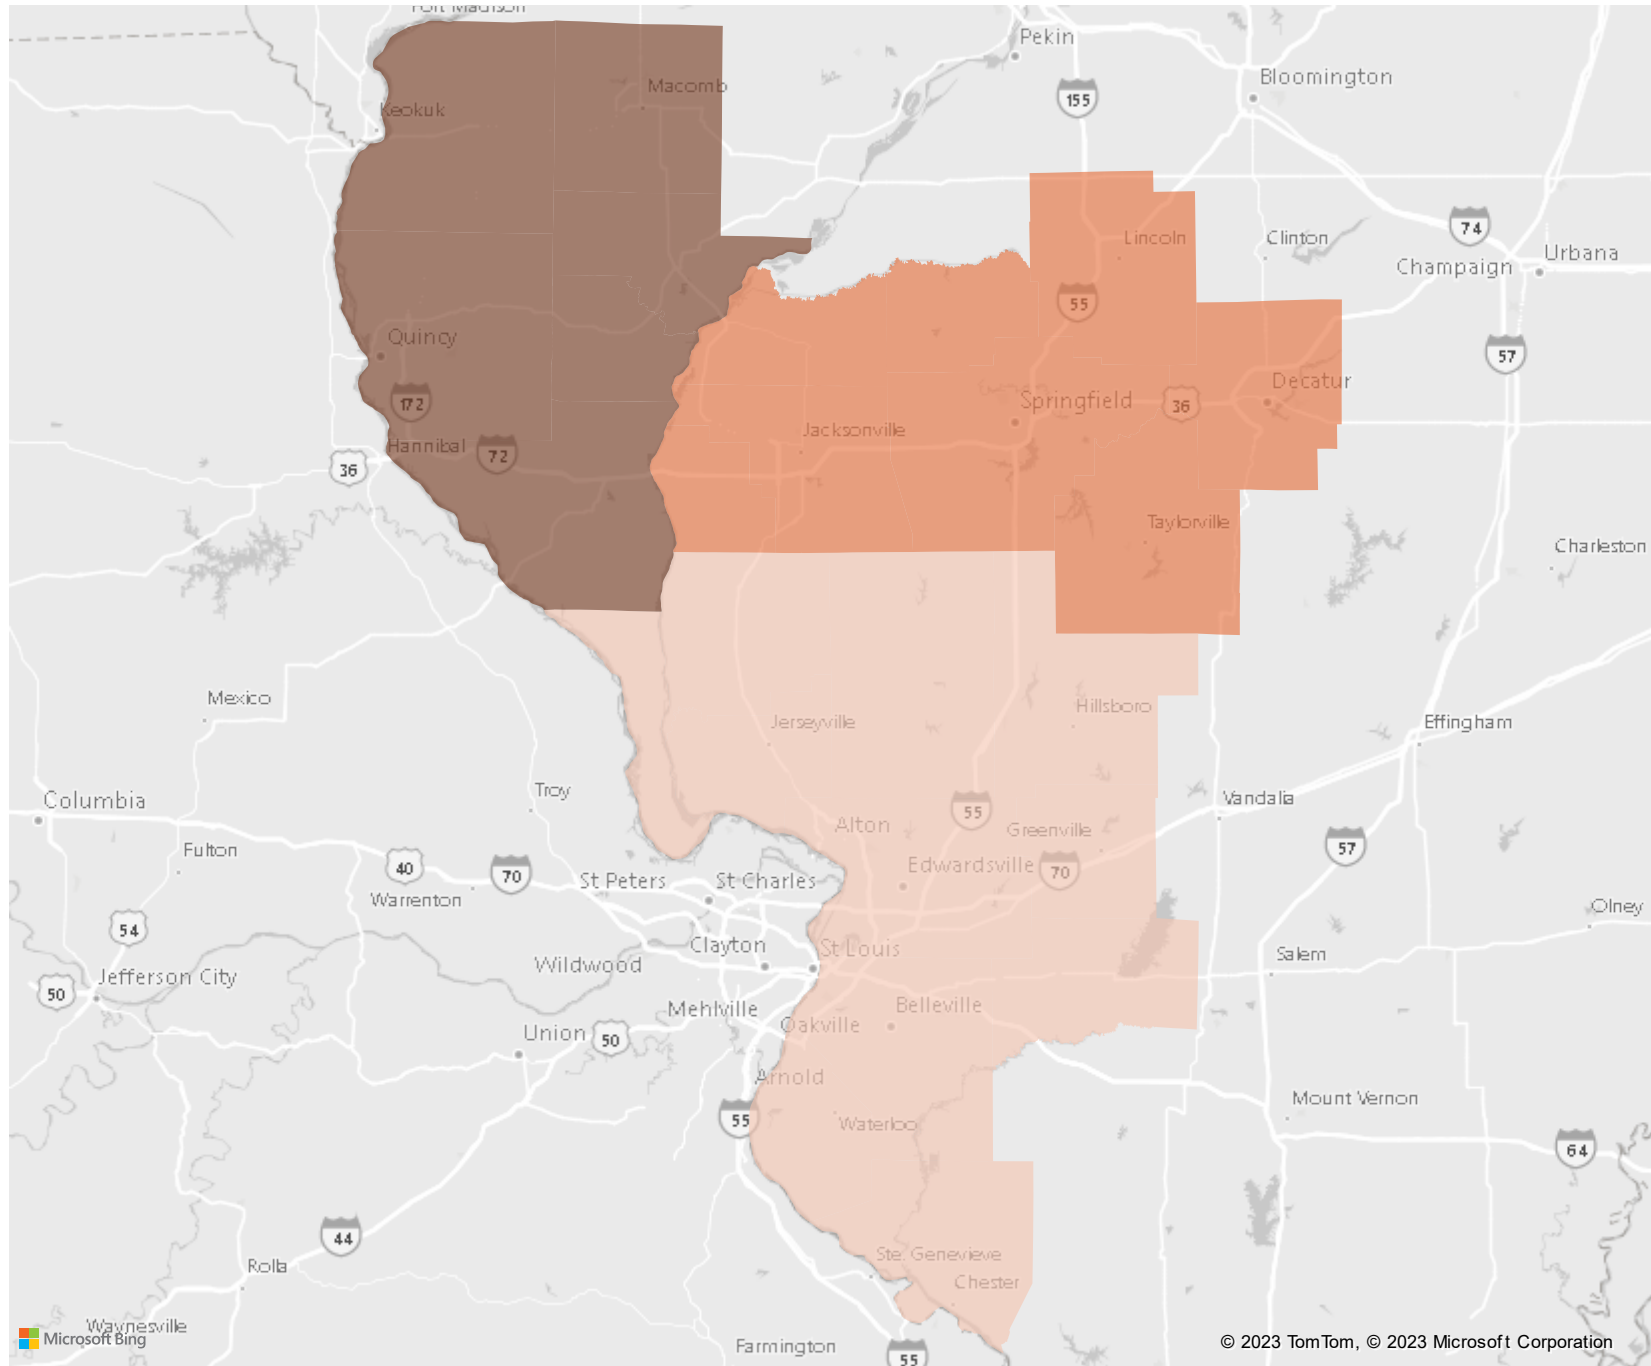 Fort Madison
Pekin
Macomb
Bloomington
155
Keokuk
74
Lincoln
Clinton
Urbana
Champaign
55
Quincy
57
Decatur
172
Springfield
36
Jacksonville
Hannibal
72
36
Taylorville
Charleston
Mexico
Hillsboro
Jerseyville
Effingham
Troy
Vandalia
Columbia
55
Alton
Greenville
57
Fulton
Edwardsville
40
70
70
St Peters
St Charles
Warrenton
Olney
54
Clayton
St Louis
Salem
Wildwood
Jefferson City
50
Mehlville
Belleville
Oakville
Union
50
Arnold
Mount Vernon
55
Waterloo
64
44
Ste. Genevieve
Rolla
Chester
Waynesville
Microsoft Bing
Farmington
© 2023 TomTom, © 2023 Microsoft Corporation
55